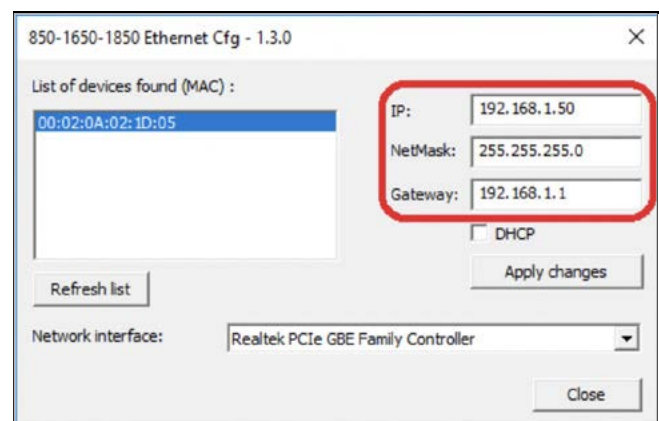 850-1650-1850 Ethernet Cfg - 1.3.0
List of devices found (MAC) :
00:02:0A:02:1D:05
IP: 192.168.1.50
NetMask: 255.255.255.0
Gateway: 192.168.1.1
DHCP
Apply changes
Refresh list
Network interface: Realtek PCIe GBE Family Controller
Close